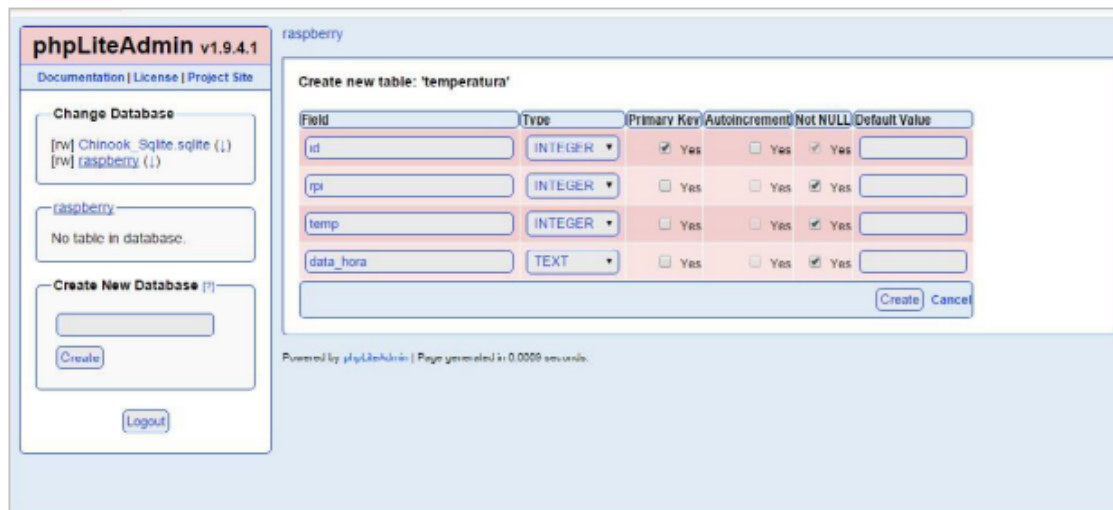 phpLiteAdmin v1.9.4.1
Documentation | License | Project Site
Change Database
[rw] Chinook_Sqlite.sqlite (↓)
[rw] raspberry (↓)
raspberry
No table in database.
Create New Database [?]
Create
Logout
raspberry
Create new table: 'temperatura'
Field Type Primary Key Autoincrement Not NULL Default Value
id INTEGER Yes Yes Yes
rpi INTEGER Yes Yes Yes
temp INTEGER Yes Yes Yes
data_hora TEXT Yes Yes Yes
Create Cancel
Powered by phpLiteAdmin | Page generated in 0.0009 seconds.